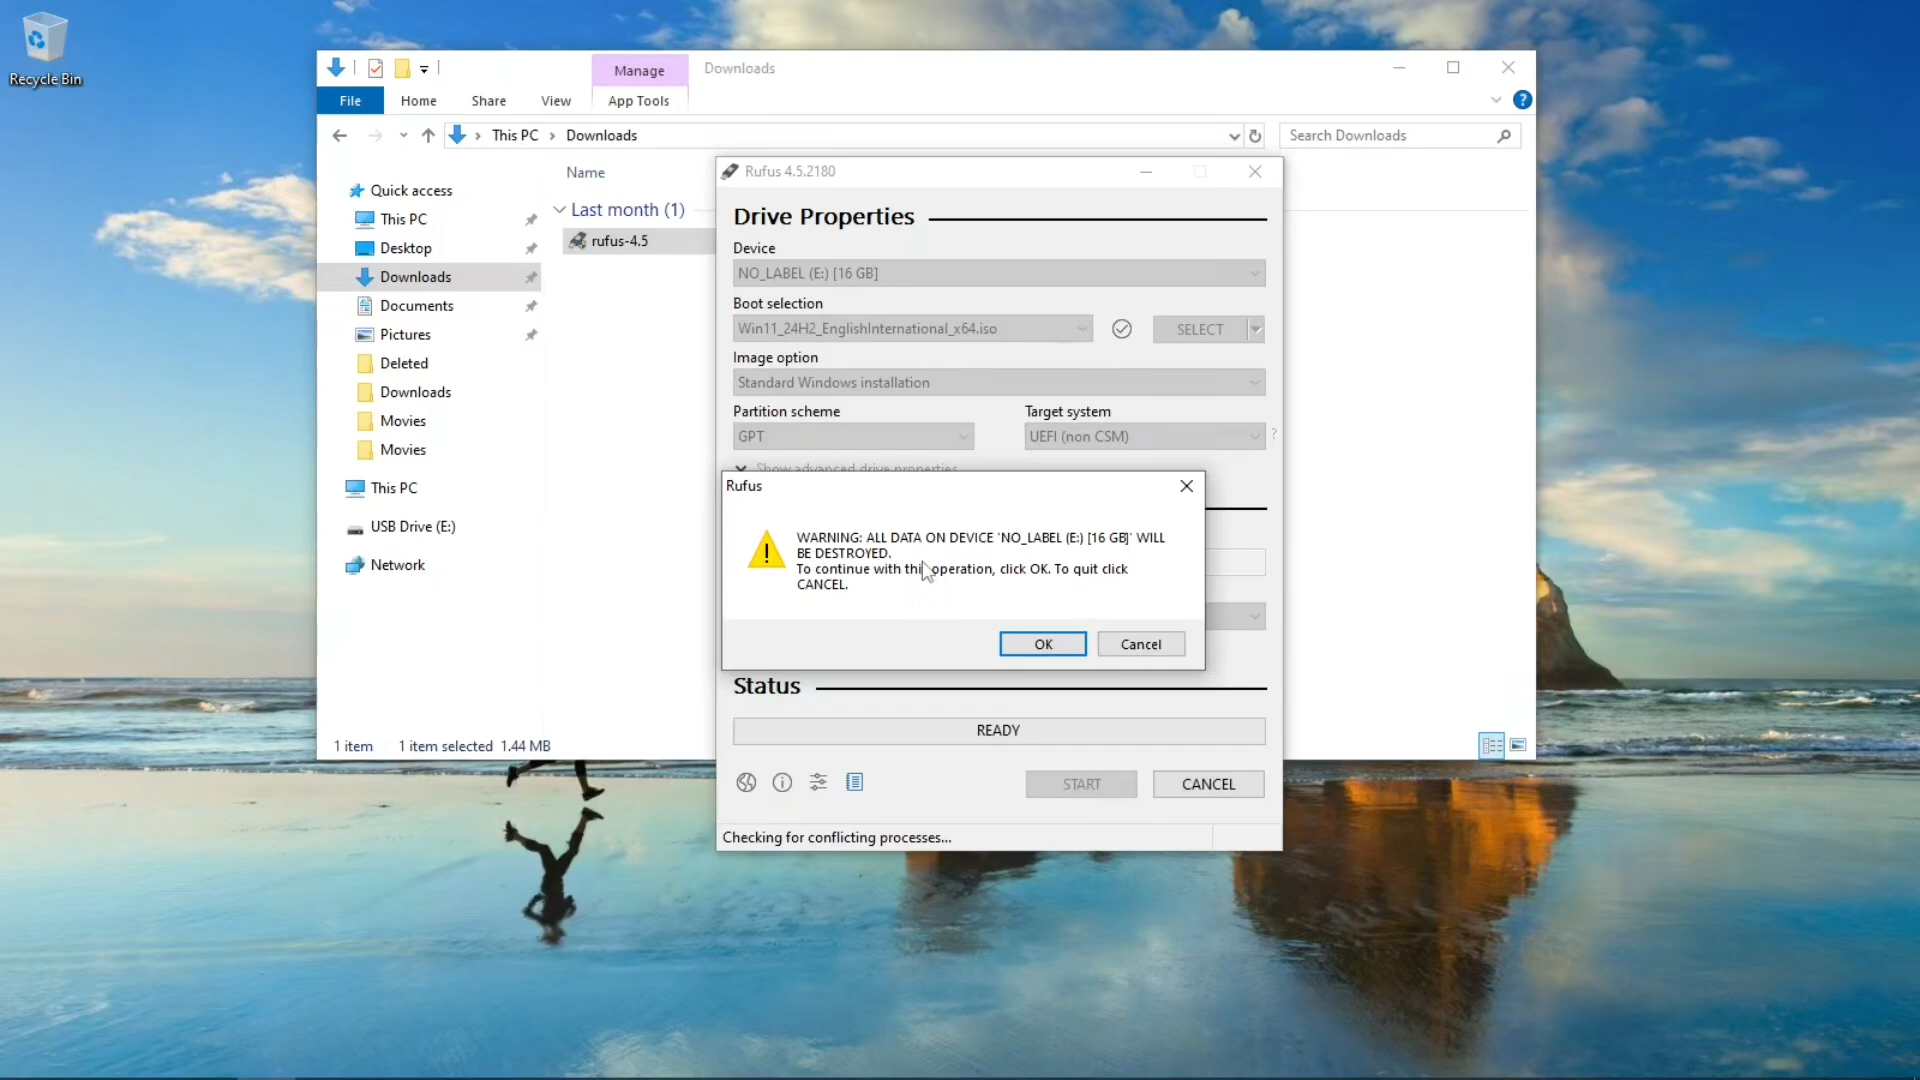 Recycle Bin
Manage
Downloads
File
Home
Share
View
App Tools
This PC
Downloads
Search Downloads
Name
Quick access
This PC
Desktop
Downloads
Documents
Pictures
Deleted
Downloads
Movies
Movies
This PC
USB Drive (E:)
Network
Last month (1)
rufus-4.5
1 item
1 item selected 1.44 MB
Rufus 4.5.2180
Drive Properties
Device
NO_LABEL (E:) [16 GB]
Boot selection
Win11_24H2_EnglishInternational_x64.iso
SELECT
Image option
Standard Windows installation
Partition scheme
Target system
GPT
UEFI (non CSM)
?
Show advanced drive properties
Rufus
WARNING: ALL DATA ON DEVICE 'NO_LABEL (E:) [16 GB]' WILL
BE DESTROYED.
To continue with this operation, click OK. To quit click
CANCEL.
OK
Cancel
Status
READY
START
CANCEL
Checking for conflicting processes...